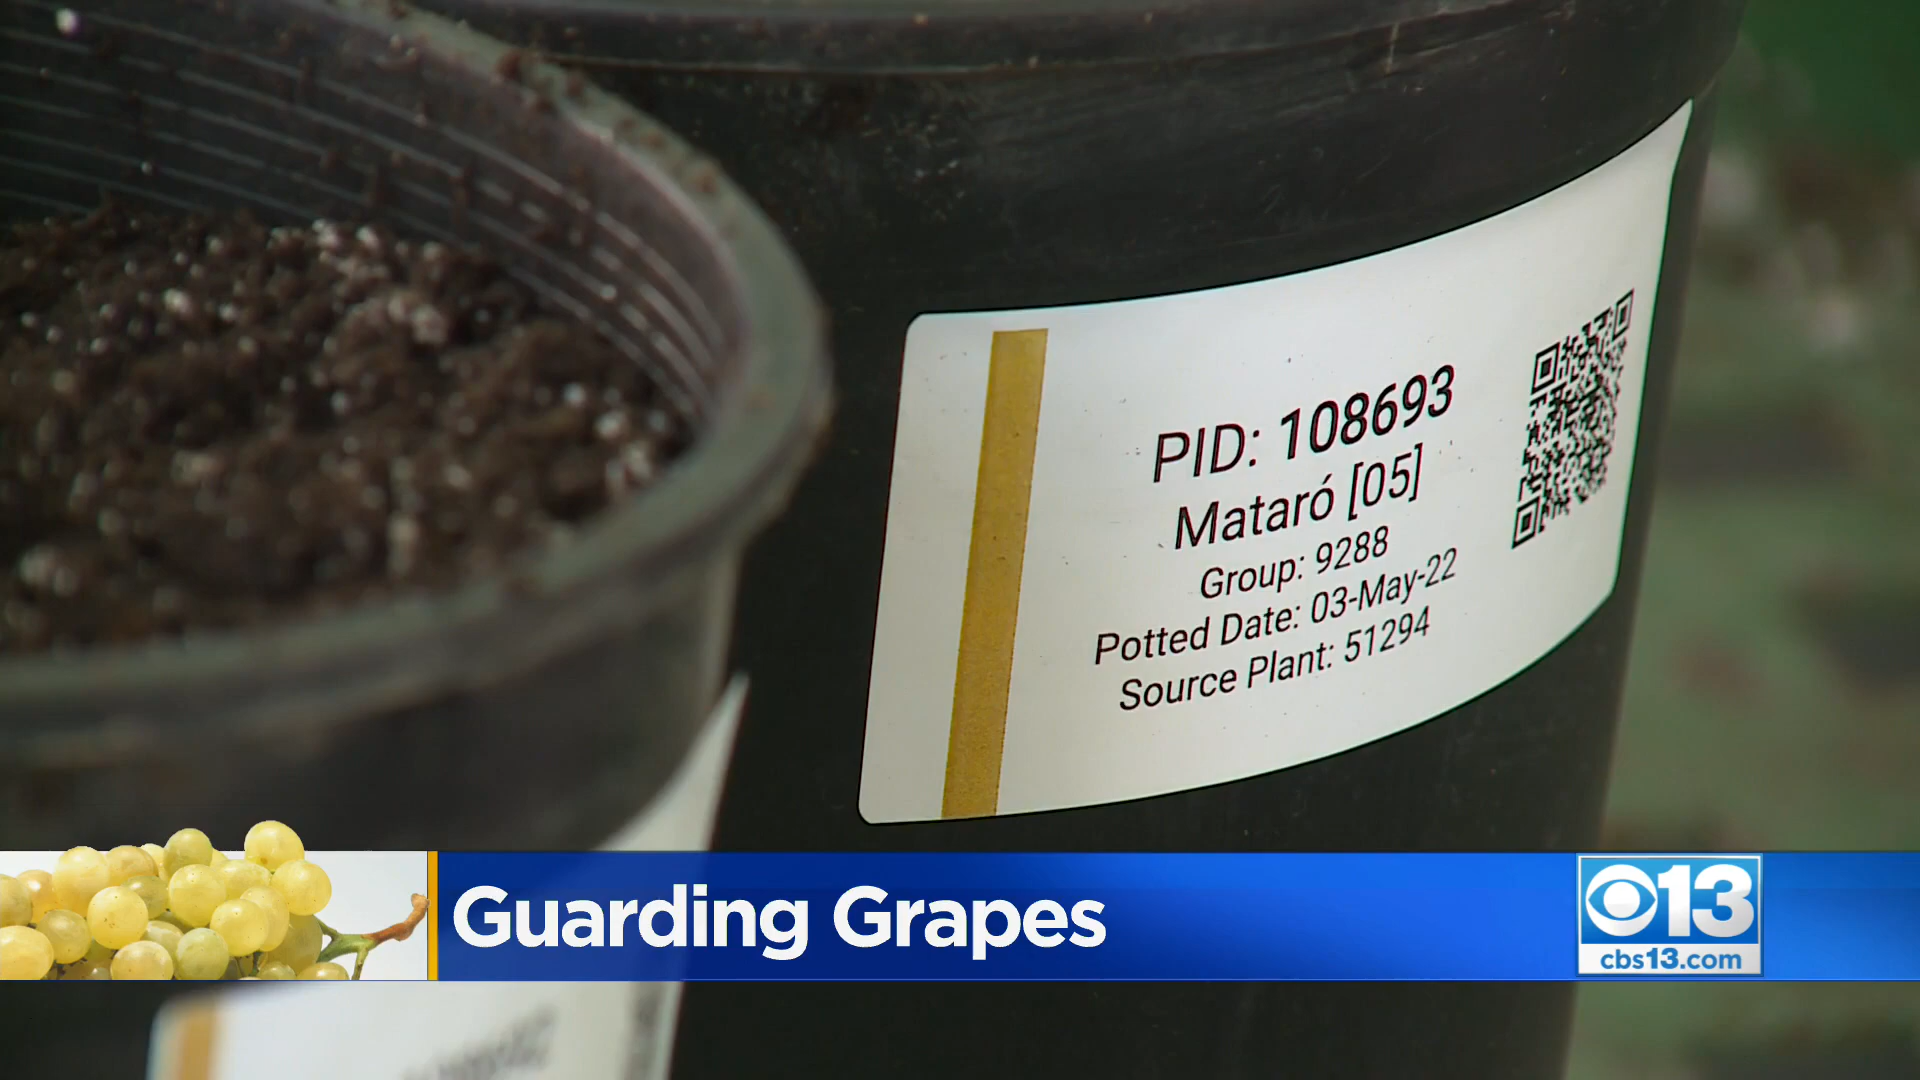 PID: 108693
Mataró [05]
Group: 9288
Potted Date: 03-May-22
Source Plant: 51294
Guarding Grapes
13
cbs13.com